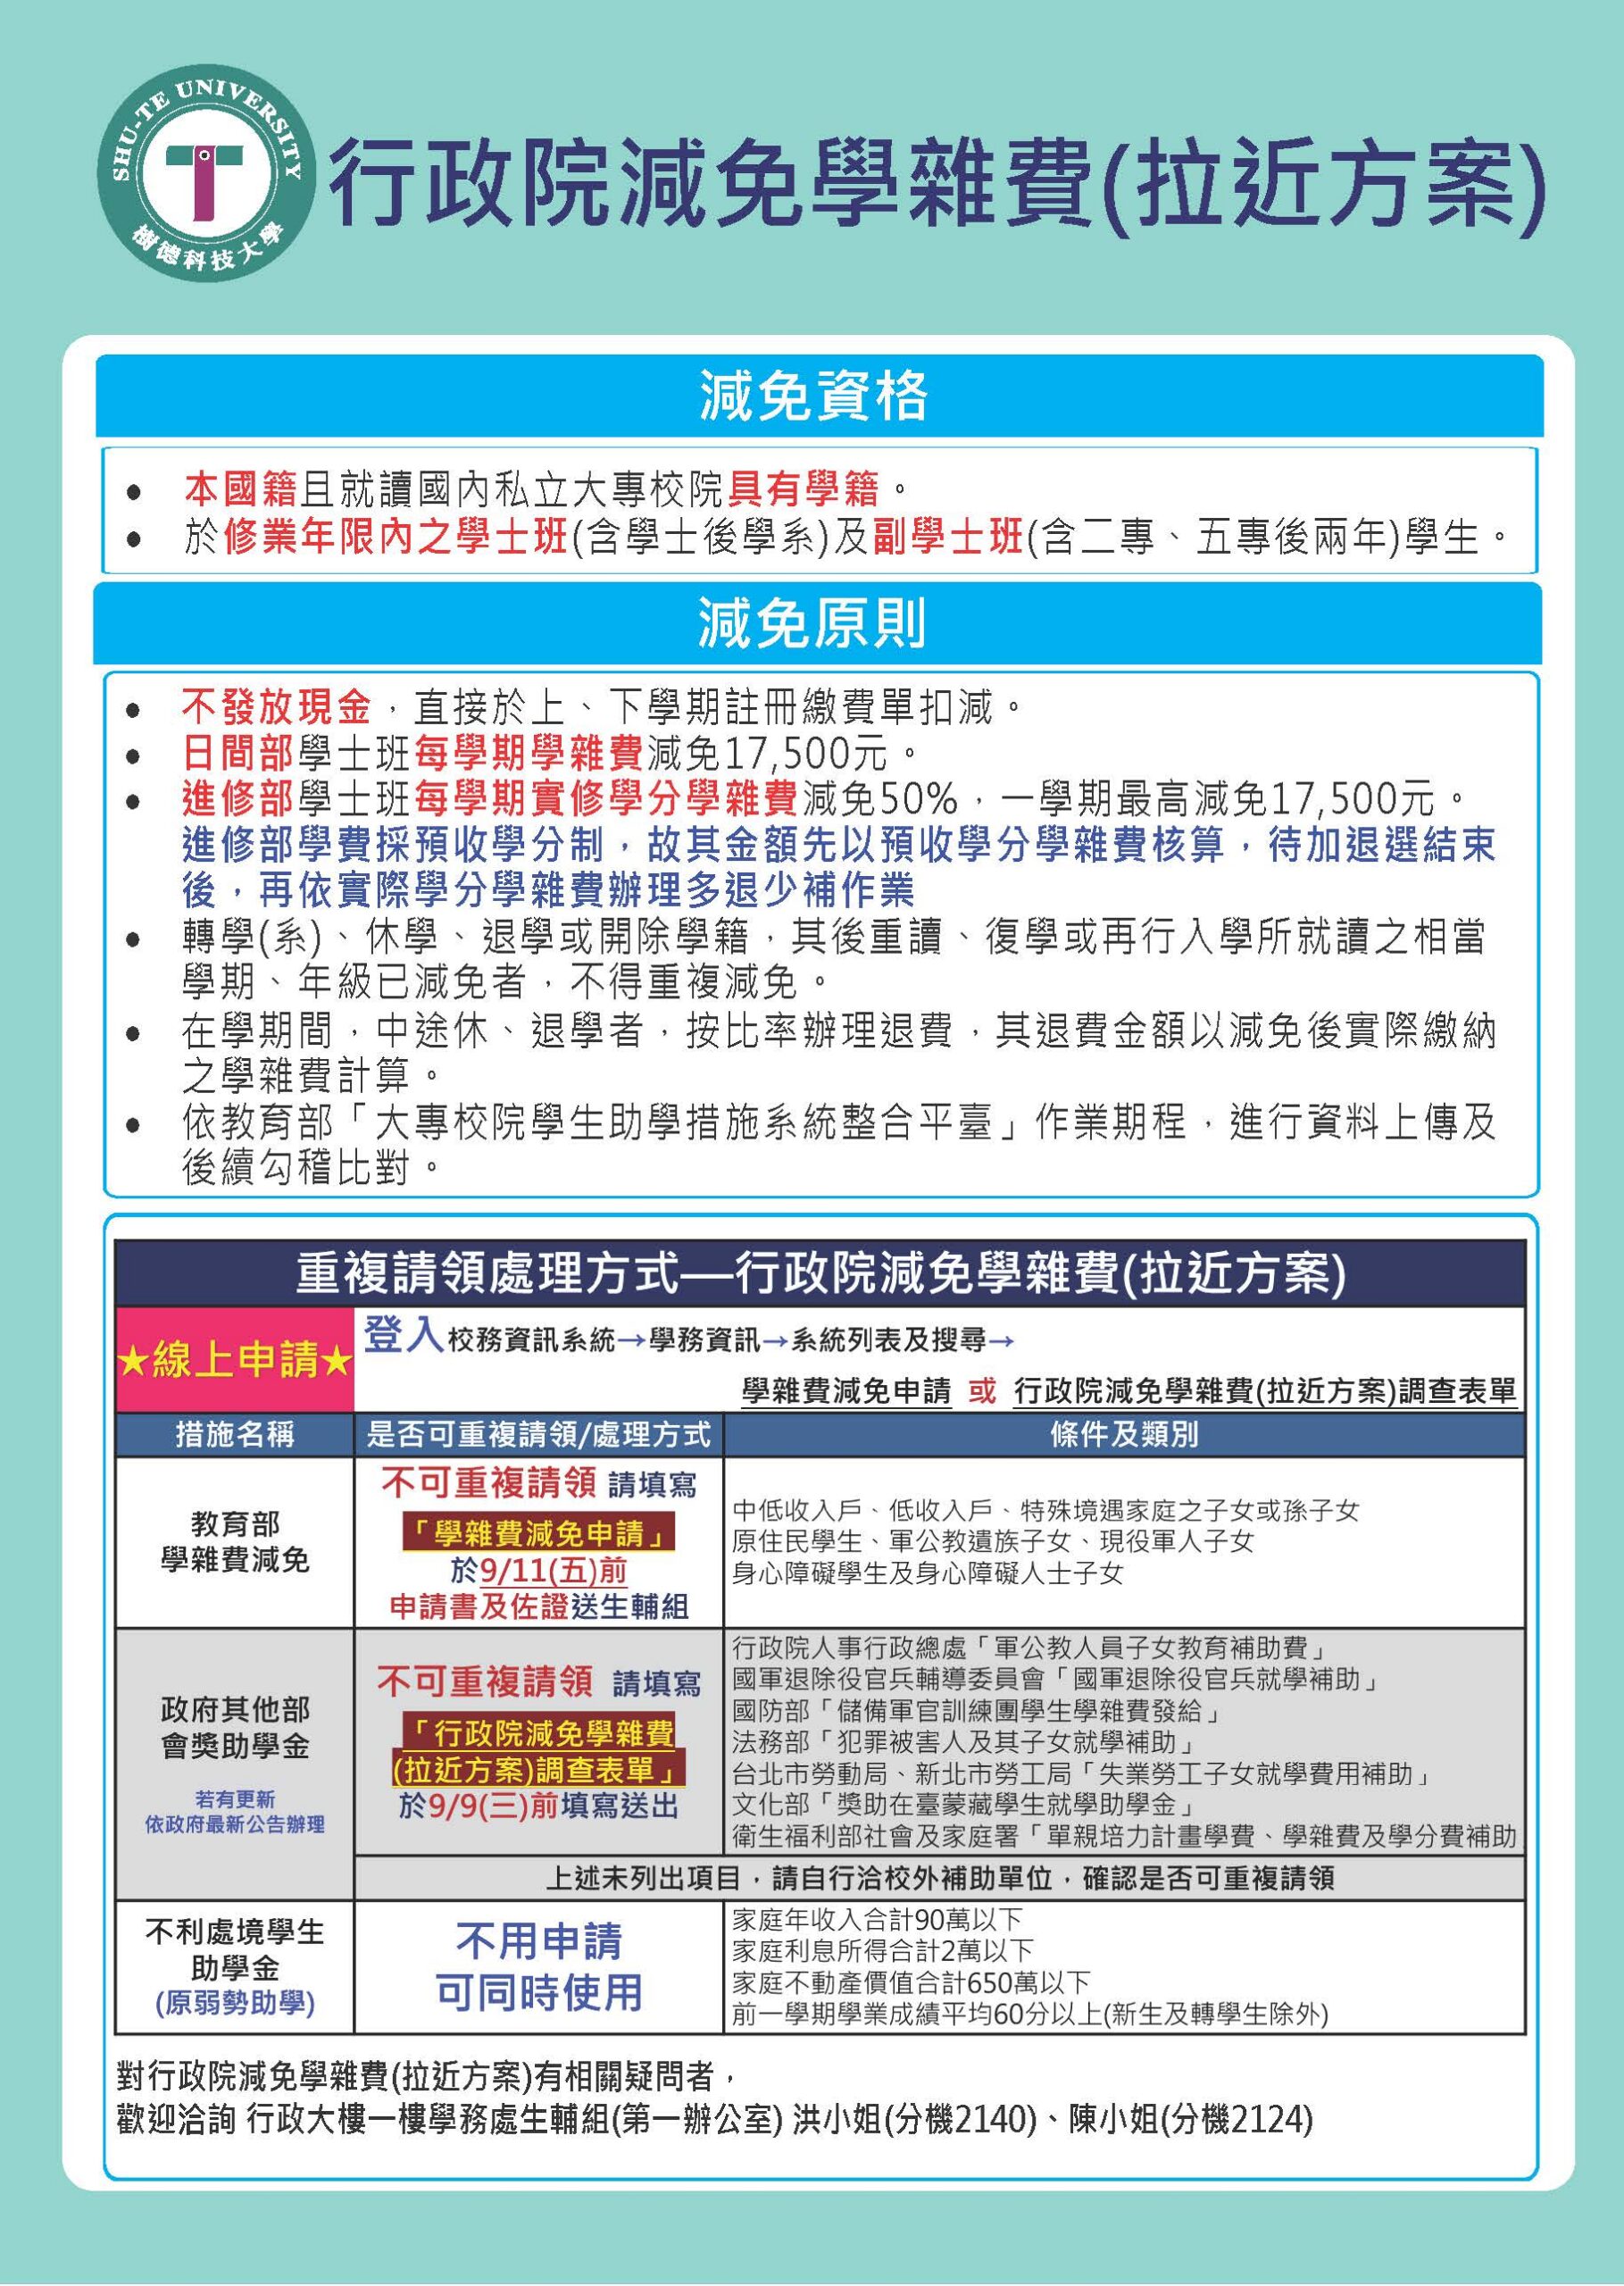 SHU-TE UNIVERSITY
樹德科技大學
行政院減免學雜費(拉近方案)
減免資格
• 本國籍且就讀國內私立大專校院具有學籍。
• 於修業年限內之學士班(含學士後學系)及副學士班(含二專、五專後兩年)學生。
減免原則
• 不發放現金，直接於上、下學期註冊繳費單扣減。
• 日間部學士班每學期學雜費減免17,500元。
• 進修部學士班每學期實修學分學雜費減免50%，一學期最高減免17,500元。
進修部學費採預收學分制，故其金額先以預收學分學雜費核算，待加退選結束
後，再依實際學分學雜費辦理多退少補作業
• 轉學(系)、休學、退學或開除學籍，其後重讀、復學或再行入學所就讀之相當
學期、年級已減免者，不得重複減免。
• 在學期間，中途休、退學者，按比率辦理退費，其退費金額以減免後實際繳納
之學雜費計算。
• 依教育部「大專校院學生助學措施系統整合平臺」作業期程，進行資料上傳及
後續勾稽比對。
重複請領處理方式—行政院減免學雜費(拉近方案)
★線上申請★
登入校務資訊系統→學務資訊→系統列表及搜尋→
學雜費減免申請 或 行政院減免學雜費(拉近方案)調查表單
措施名稱 是否可重複請領/處理方式 條件及類別
教育部
學雜費減免
不可重複請領 請填寫
「學雜費減免申請」
於9/11(五)前
申請書及佐證送生輔組
中低收入戶、低收入戶、特殊境遇家庭之子女或孫子女
原住民學生、軍公教遺族子女、現役軍人子女
身心障礙學生及身心障礙人士子女
政府其他部
會獎助學金
若有更新
依政府最新公告辦理
不可重複請領 請填寫
「行政院減免學雜費
(拉近方案)調查表單」
於9/9(三)前填寫送出
行政院人事行政總處「軍公教人員子女教育補助費」
國軍退除役官兵輔導委員會「國軍退除役官兵就學補助」
國防部「儲備軍官訓練團學生學雜費發給」
法務部「犯罪被害人及其子女就學補助」
台北市勞動局、新北市勞工局「失業勞工子女就學費用補助」
文化部「獎助在臺蒙藏學生就學助學金」
衛生福利部社會及家庭署「單親培力計畫學費、學雜費及學分費補助
上述未列出項目，請自行洽校外補助單位，確認是否可重複請領
不利處境學生
助學金
(原弱勢助學)
不用申請
可同時使用
家庭年收入合計90萬以下
家庭利息所得合計2萬以下
家庭不動產價值合計650萬以下
前一學期學業成績平均60分以上(新生及轉學生除外)
對行政院減免學雜費(拉近方案)有相關疑問者，
歡迎洽詢 行政大樓一樓學務處生輔組(第一辦公室) 洪小姐(分機2140)、陳小姐(分機2124)